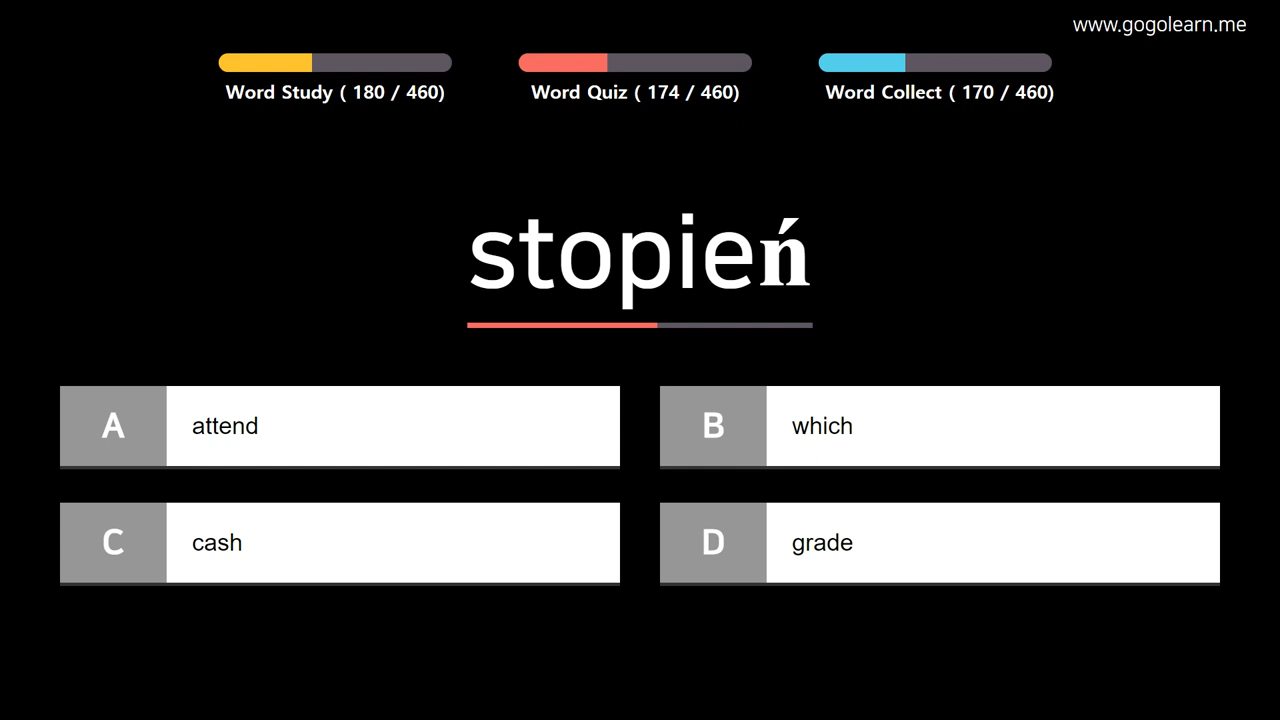 www.gogolearn.me
Word Study ( 180 / 460)
Word Quiz ( 174 / 460)
Word Collect ( 170 / 460)
stopień
A attend
B which
C cash
D grade